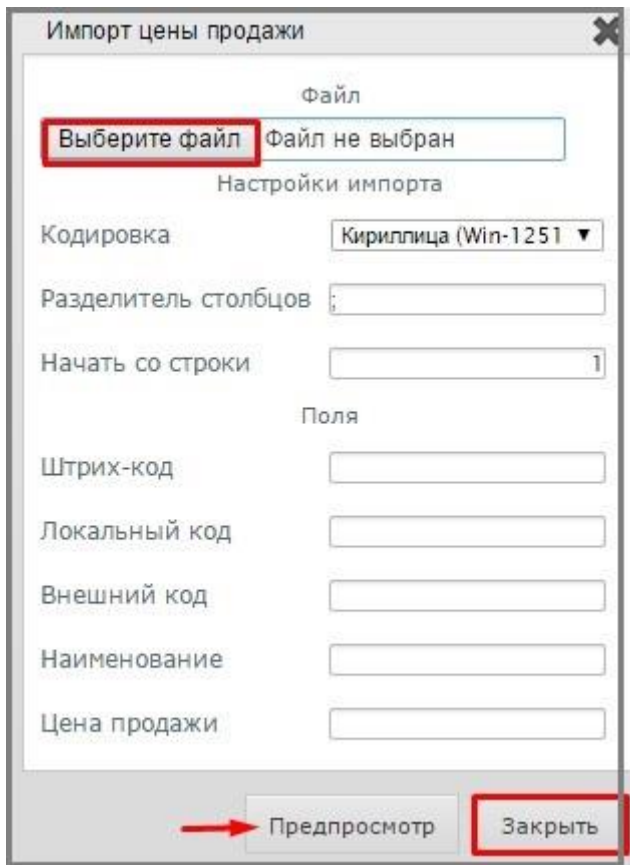 Импорт цены продажи
Файл
Выберите файл Файл не выбран
Настройки импорта
Кодировка Кириллица (Win-1251
Разделитель столбцов ;
Начать со строки 1
Поля
Штрих-код
Локальный код
Внешний код
Наименование
Цена продажи
Предпросмотр Закрыть